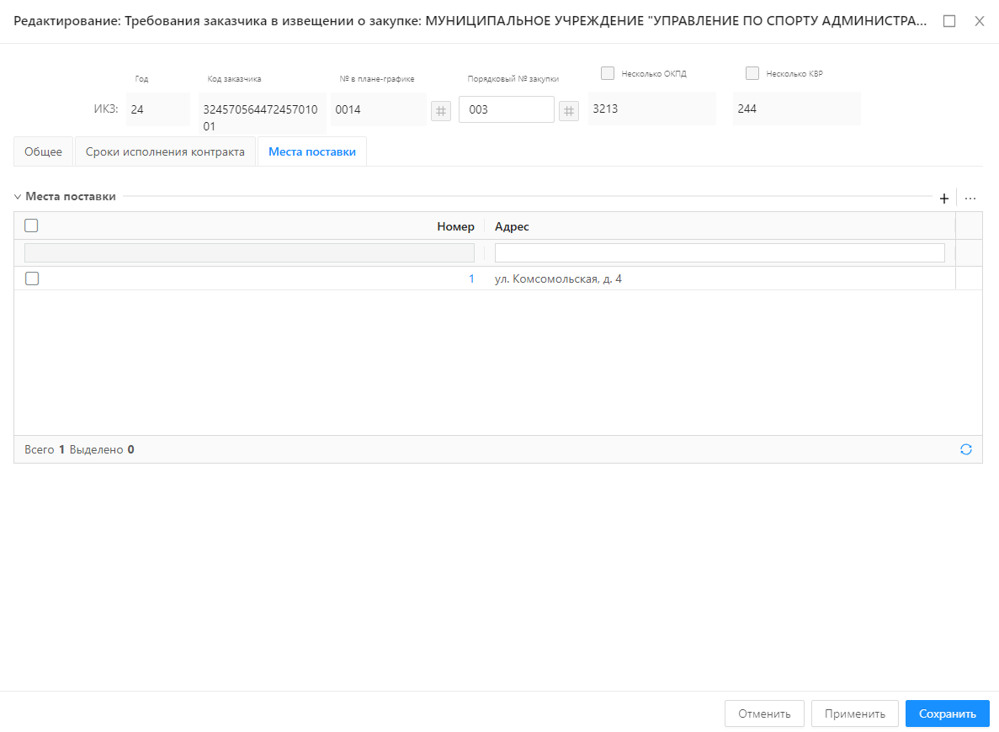 Редактирование: Требования заказчика в извещении о закупке: МУНИЦИПАЛЬНОЕ УЧРЕЖДЕНИЕ "УПРАВЛЕНИЕ ПО СПОРТУ АДМИНИСТРА...
Год Код заказчика № в плане-графике Порядковый № закупки Несколько ОКПД Несколько КВР
ИКЗ: 24 324570564472457010 0014 003 3213 244
01
Общее Сроки исполнения контракта Места поставки
Места поставки
Номер Адрес
1 ул. Комсомольская, д. 4
Всего 1 Выделено 0
Отменить Применить Сохранить